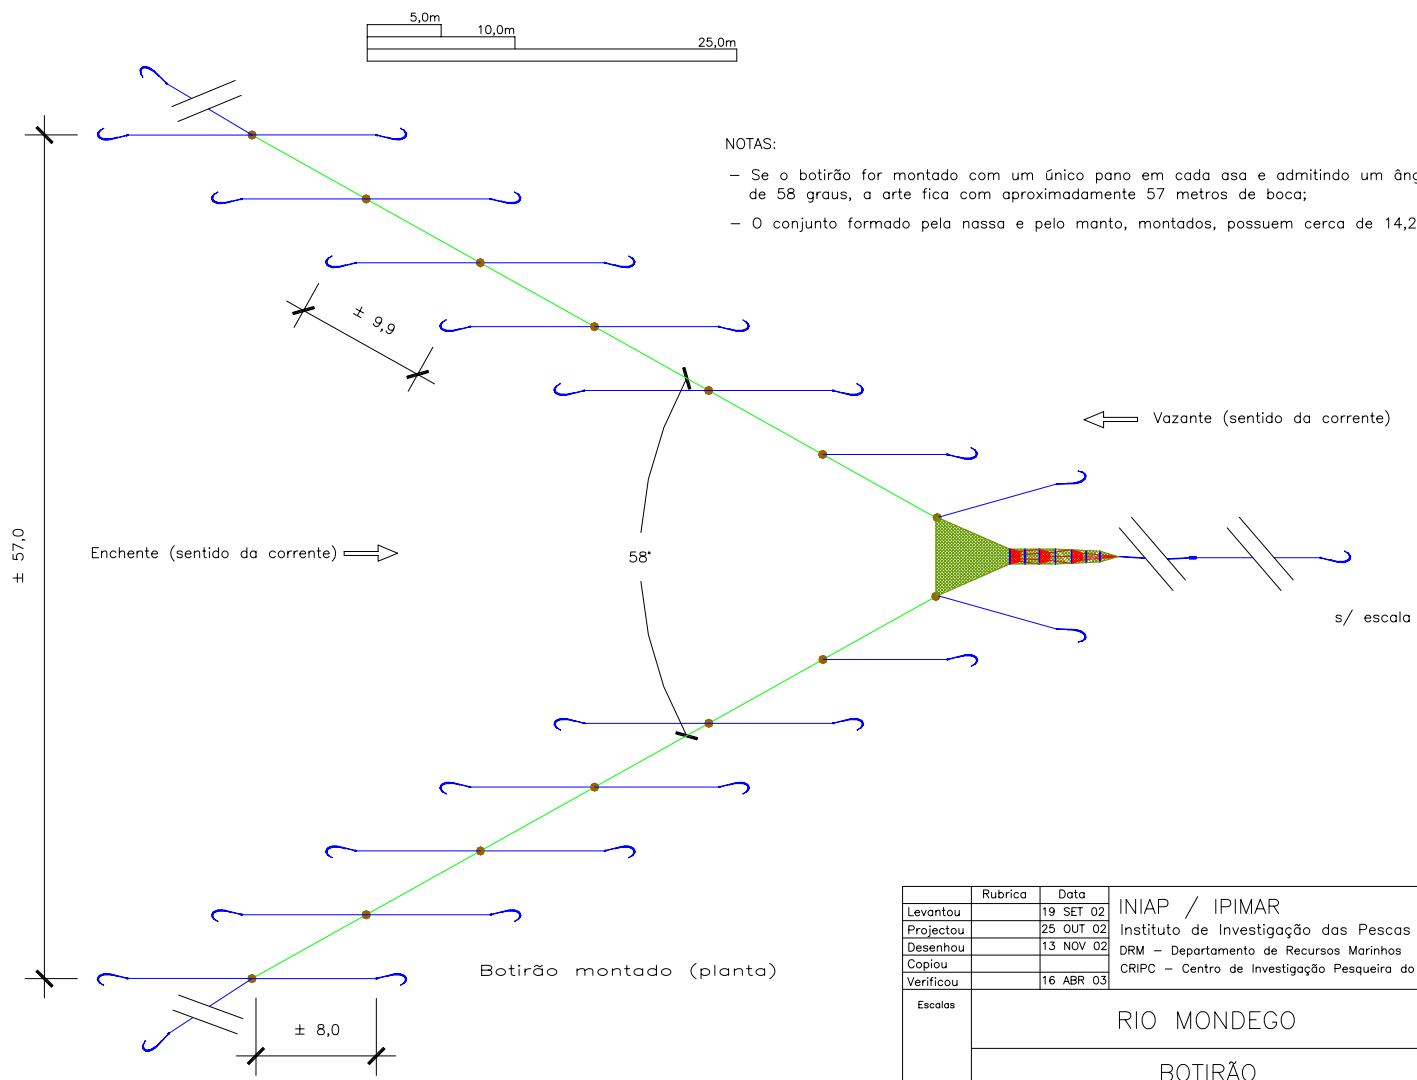 5,0m
10,0m
25,0m
NOTAS:
– Se o botirão for montado com um único pano em cada asa e admitindo um
de 58 graus, a arte fica com aproximadamente 57 metros de boca;
– O conjunto formado pela nassa e pelo manto, montados, possuem cerca de 14,2
± 9,9
Vazante (sentido da corrente)
± 57,0
Enchente (sentido da corrente)
58°
s/ escala
Botirão montado (planta)
± 8,0
Rubrica Data
Levantou 19 SET 02
Projectou 25 OUT 02
Desenhou 13 NOV 02
Copiou
Verificou 16 ABR 03
INIAP / IPIMAR
Instituto de Investigação das Pescas
DRM – Departamento de Recursos Marinhos
CRIPC – Centro de Investigação Pesqueira do
Escalas
RIO MONDEGO
BOTIRÃO